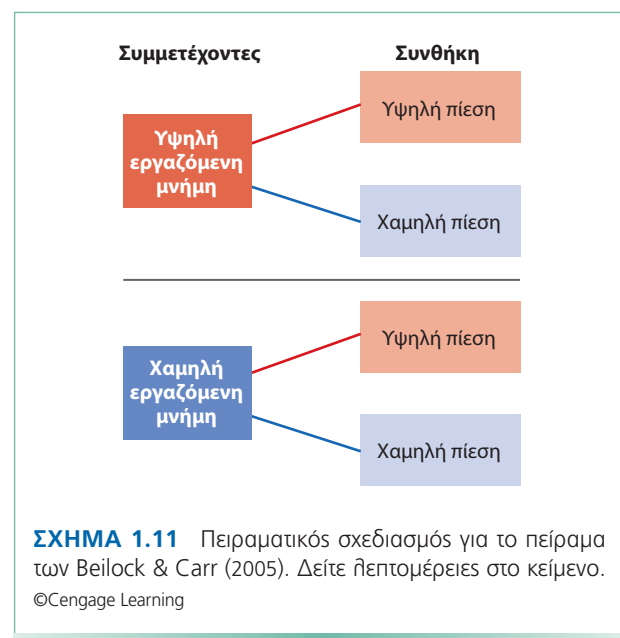 Συμμετέχοντες
Συνθήκη
Υψηλή
εργαζόμενη
μνήμη
Υψηλή πίεση
Χαμηλή πίεση
Χαμηλή
εργαζόμενη
μνήμη
Υψηλή πίεση
Χαμηλή πίεση
ΣΧΗΜΑ 1.11 Πειραματικός σχεδιασμός για το πείραμα
των Beilock & Carr (2005). Δείτε λεπτομέρειες στο κείμενο.
©Cengage Learning